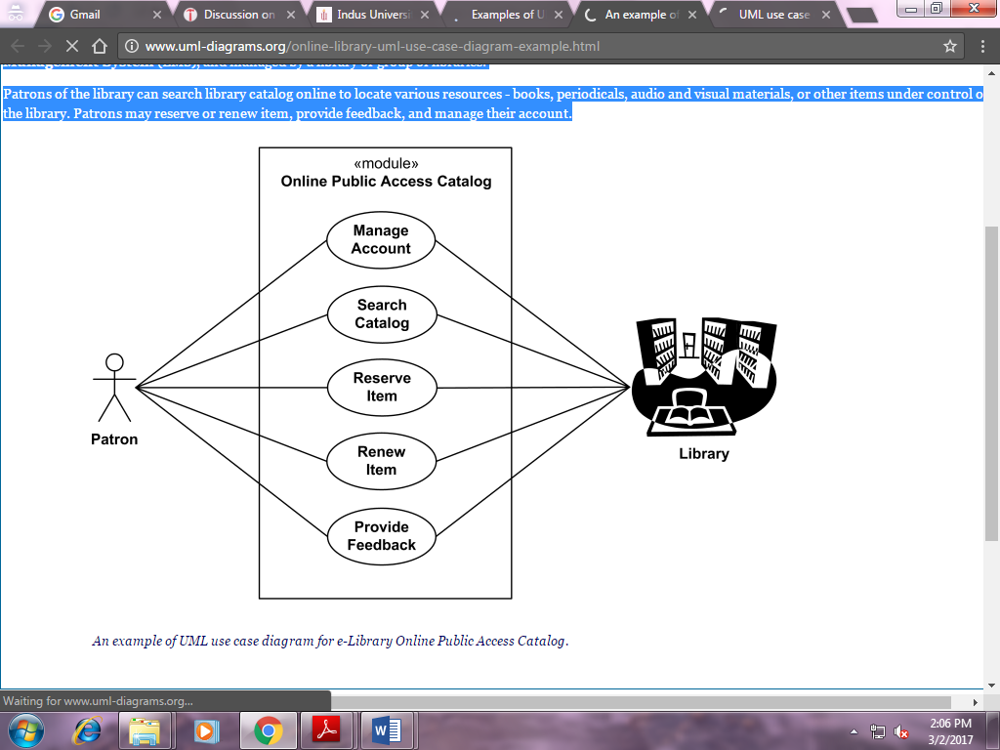 Gmail
Discussion on
Indus Universi
Examples of U
An example of
UML use case
www.uml-diagrams.org/online-library-uml-use-case-diagram-example.html
Patrons of the library can search library catalog online to locate various resources - books, periodicals, audio and visual materials, or other items under control o
the library. Patrons may reserve or renew item, provide feedback, and manage their account.
«module»
Online Public Access Catalog
Manage
Account
Search
Catalog
Reserve
Item
Renew
Item
Provide
Feedback
Patron
Library
An example of UML use case diagram for e-Library Online Public Access Catalog.
Waiting for www.uml-diagrams.org...
2:06 PM
3/2/2017